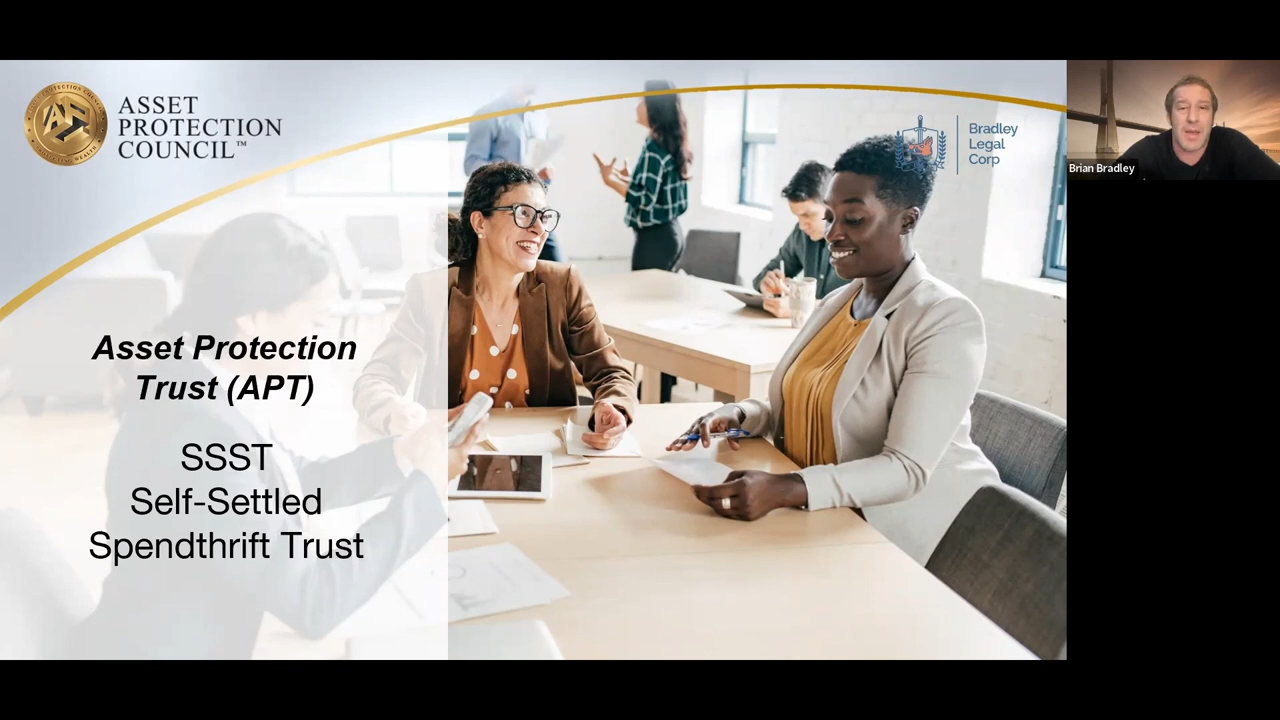 ASSET
PROTECTION
COUNCIL™
Bradley
Legal
Corp
Brian Bradley
Asset Protection
Trust (APT)
SSST
Self-Settled
Spendthrift Trust